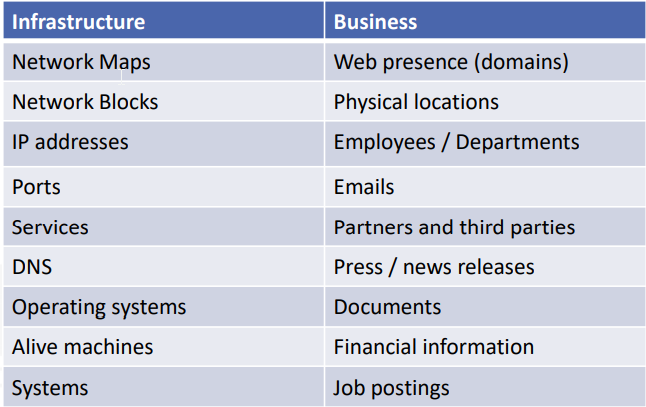 Infrastructure Business
Network Maps Web presence (domains)
Network Blocks Physical locations
IP addresses Employees / Departments
Ports Emails
Services Partners and third parties
DNS Press / news releases
Operating systems Documents
Alive machines Financial information
Systems Job postings